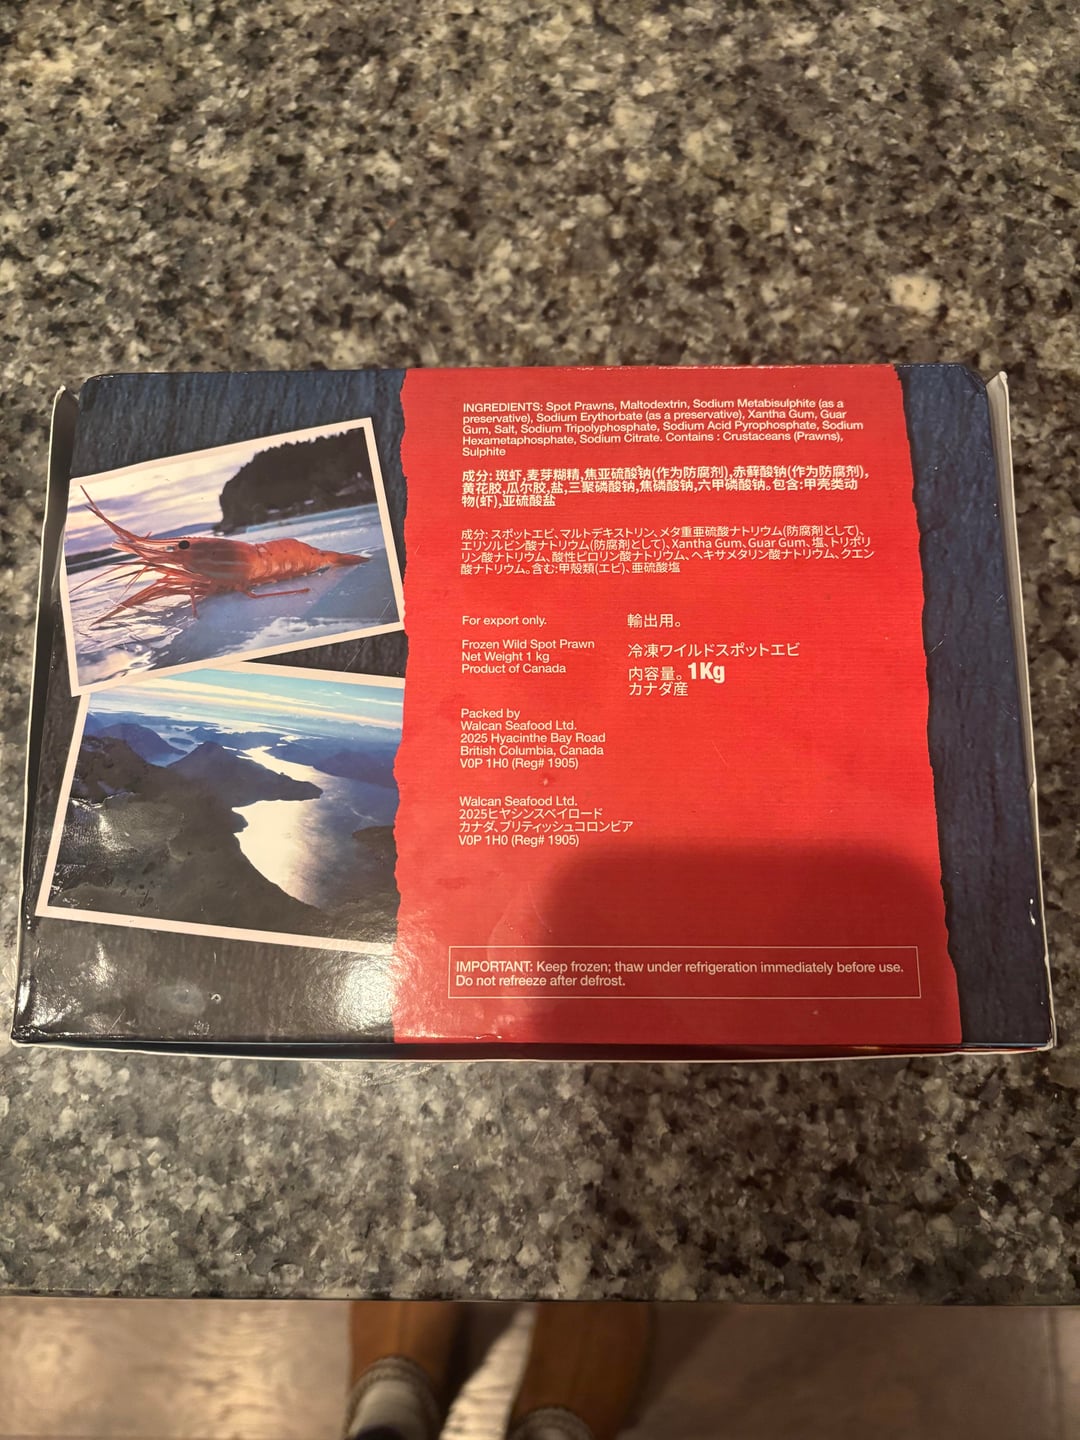 INGREDIENTS: Spot Prawns, Maltodextrin, Sodium Metabisulphite (as a
preservative), Sodium Erythorbate (as a preservative), Xantha Gum, Guar
Gum, Salt, Sodium Tripolyphosphate, Sodium Acid Pyrophosphate, Sodium
Hexametaphosphate, Sodium Citrate. Contains : Crustaceans (Prawns),
Sulphite
成分: 斑虾,麦芽糊精,焦亚硫酸钠(作为防腐剂),赤藓酸钠(作为防腐剂),
黄花胶,瓜尔胶,盐,三聚磷酸钠,焦磷酸钠,六甲磷酸钠。包含:甲壳类动
物(虾),亚硫酸盐
成分: スポットエビ、マルトデキストリン、メタ重亜硫酸ナトリウム(防腐剤として)、
エリソルビン酸ナトリウム(防腐剤として)、Xantha Gum、Guar Gum、塩、トリポリ
リン酸ナトリウム、酸性ピロリン酸ナトリウム、ヘキサメタリン酸ナトリウム、クエン
酸ナトリウム。含む:甲殻類(エビ)、亜硫酸塩
For export only.
Frozen Wild Spot Prawn
Net Weight 1 kg
Product of Canada
輸出用。
冷凍ワイルドスポットエビ
内容量。1Kg
カナダ産
Packed by
Walcan Seafood Ltd.
2025 Hyacinthe Bay Road
British Columbia, Canada
V0P 1H0 (Reg# 1905)
Walcan Seafood Ltd.
2025ヒヤシンスベイロード
カナダ、ブリティッシュコロンビア
V0P 1H0 (Reg# 1905)
IMPORTANT: Keep frozen; thaw under refrigeration immediately before use.
Do not refreeze after defrost.